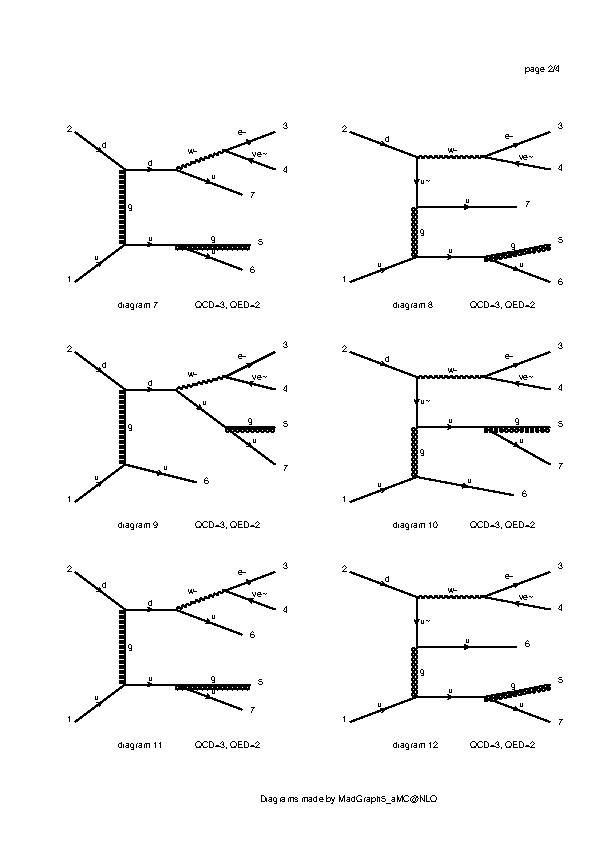 page 2/4
2 d d w- e- 3
ve~ 4
g u 7
1 u u g 5
u 6
diagram 7 QCD=3, QED=2
2 d w- e- 3
ve~ 4
u~ u 7
g
1 u u g 5
u 6
diagram 8 QCD=3, QED=2
2 d d w- e- 3
ve~ 4
g u g 5
u 7
1 u u 6
diagram 9 QCD=3, QED=2
2 d w- e- 3
ve~ 4
u~ u g 5
g u 7
1 u u 6
diagram 10 QCD=3, QED=2
2 d d w- e- 3
ve~ 4
g u 6
1 u u g 5
u 7
diagram 11 QCD=3, QED=2
2 d w- e- 3
ve~ 4
u~ u 6
g
1 u u g 5
u 7
diagram 12 QCD=3, QED=2
Diagrams made by MadGraph5_aMC@NLO